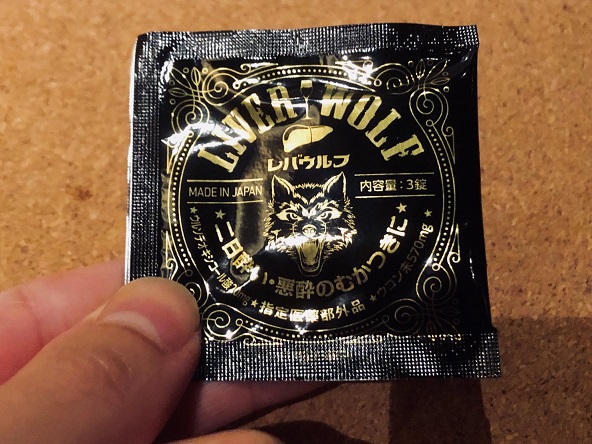 LIVER WOLF
レバウルフ
MADE IN JAPAN
内容量：3錠
二日酔い・悪酔のむかつきに
ウコン末570mg
指定医薬部外品